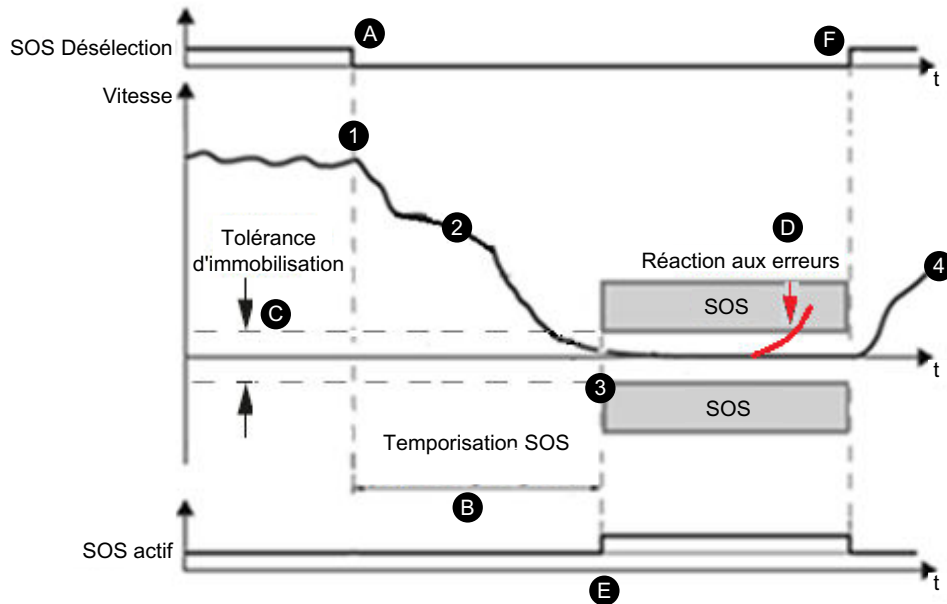 SOS Désélection
A
F
t
Vitesse
1
2
Tolérance
d'immobilisation
C
D
Réaction aux erreurs
4
SOS
t
3
SOS
Temporisation SOS
B
SOS actif
E
t